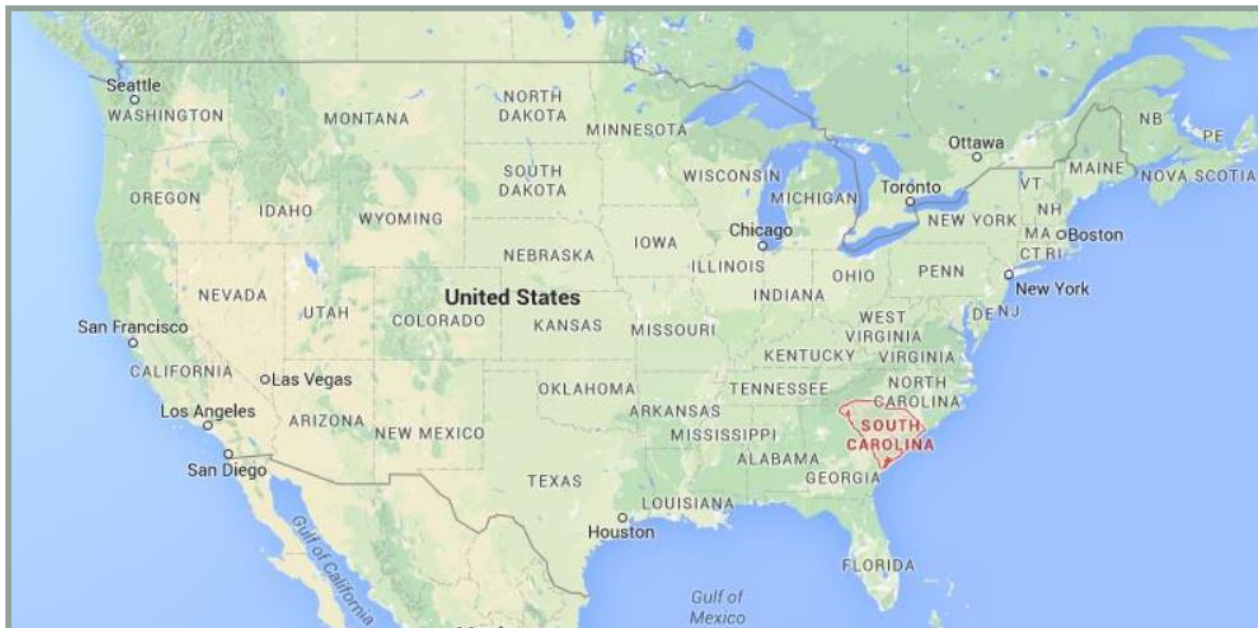 Seattle
WASHINGTON
MONTANA
NORTH
DAKOTA
MINNESOTA
Ottawa
NB
PE
MAINE
NOVA SCOTIA
OREGON
IDAHO
WYOMING
SOUTH
DAKOTA
WISCONSIN
MICHIGAN
Toronto
VT
NH
NEW YORK
MA
Boston
CT RI
NEBRASKA
IOWA
Chicago
ILLINOIS
INDIANA
OHIO
PENN
New York
NEVADA
UTAH
COLORADO
United States
KANSAS
MISSOURI
WEST
VIRGINIA
DE NJ
San Francisco
CALIFORNIA
Las Vegas
KENTUCKY
VIRGINIA
Los Angeles
ARIZONA
NEW MEXICO
OKLAHOMA
ARKANSAS
TENNESSEE
NORTH
CAROLINA
San Diego
MISSISSIPPI
ALABAMA
SOUTH
CAROLINA
GEORGIA
TEXAS
LOUISIANA
Houston
FLORIDA
Gulf of California
Gulf of
Mexico